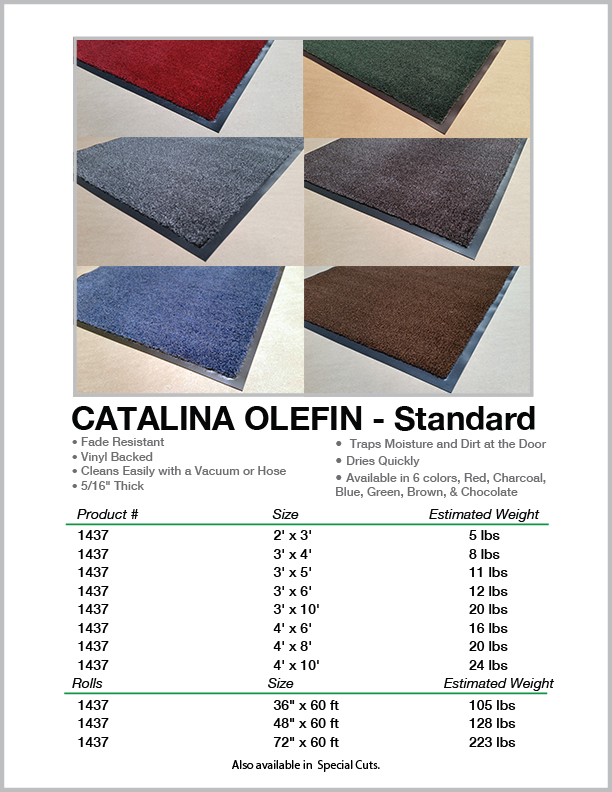 CATALINA OLEFIN - Standard
• Fade Resistant
• Vinyl Backed
• Cleans Easily with a Vacuum or Hose
• 5/16" Thick
• Traps Moisture and Dirt at the Door
• Dries Quickly
• Available in 6 colors, Red, Charcoal,
Blue, Green, Brown, & Chocolate
Product # Size Estimated Weight
1437 2' x 3' 5 lbs
1437 3' x 4' 8 lbs
1437 3' x 5' 11 lbs
1437 3' x 6' 12 lbs
1437 3' x 10' 20 lbs
1437 4' x 6' 16 lbs
1437 4' x 8' 20 lbs
1437 4' x 10' 24 lbs
Rolls Size Estimated Weight
1437 36" x 60 ft 105 lbs
1437 48" x 60 ft 128 lbs
1437 72" x 60 ft 223 lbs
Also available in Special Cuts.